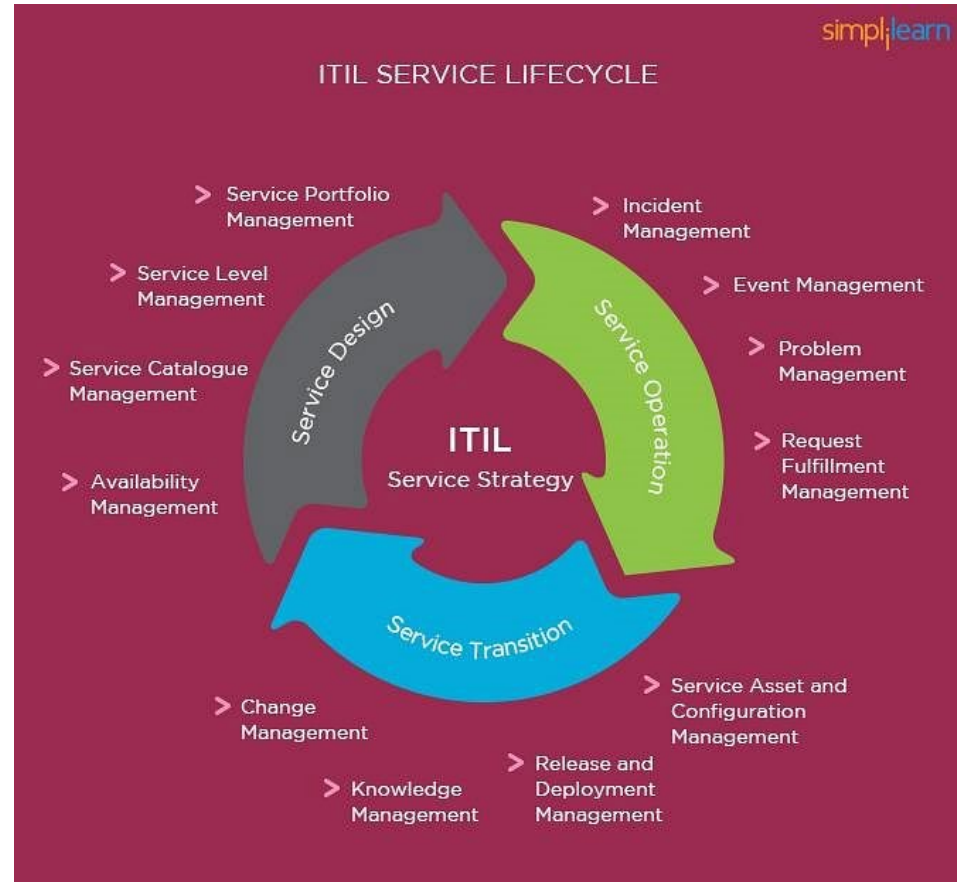 simplilearn
ITIL SERVICE LIFECYCLE
Service Portfolio
Management
Service Level
Management
Service Catalogue
Management
Availability
Management
Service Design
Incident
Management
Event Management
Problem
Management
Request
Fulfillment
Management
Service Operation
ITIL
Service Strategy
Service Transition
Change
Management
Knowledge
Management
Release and
Deployment
Management
Service Asset and
Configuration
Management